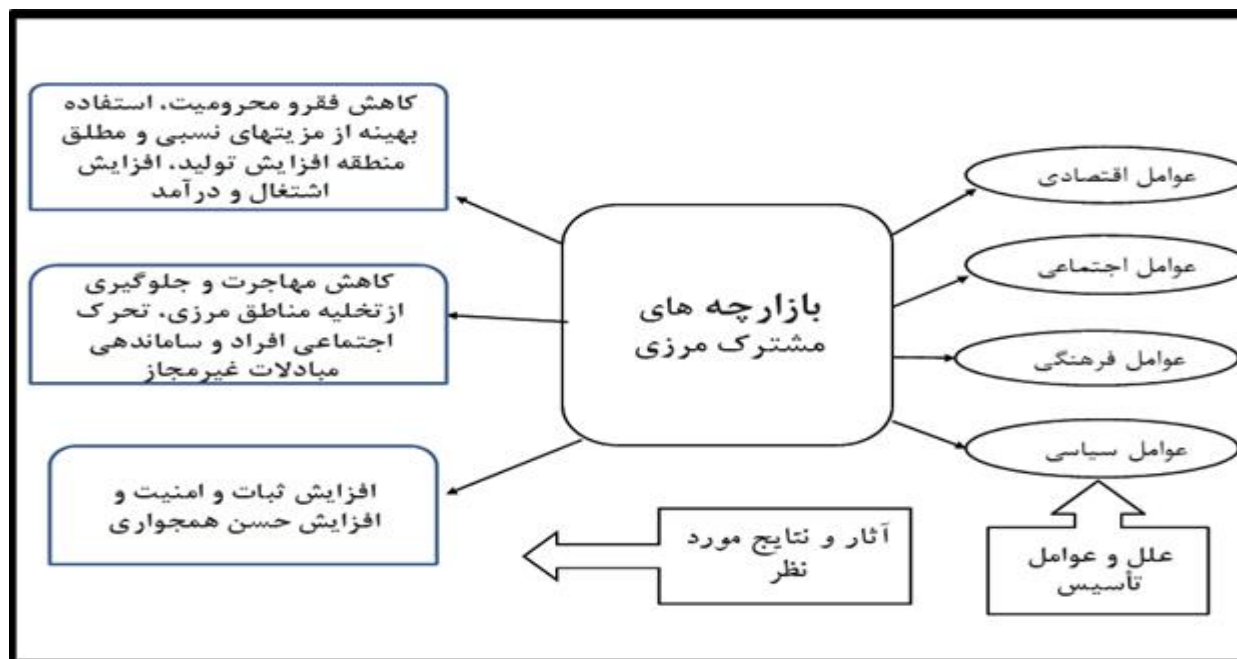 عوامل اقتصادی
عوامل اجتماعی
عوامل فرهنگی
عوامل سیاسی
علل و عوامل
تأسیس
بازارچه های
مشترک مرزی
کاهش فقرو محرومیت، استفاده
بهینه از مزیتهای نسبی و مطلق
منطقه افزایش تولید، افزایش
اشتغال و درآمد
کاهش مهاجرت و جلوگیری
ازتخلیه مناطق مرزی، تحرک
اجتماعی افراد و ساماندهی
مبادلات غیرمجاز
افزایش ثبات و امنیت و
افزایش حسن همجواری
آثار و نتایج مورد
نظر